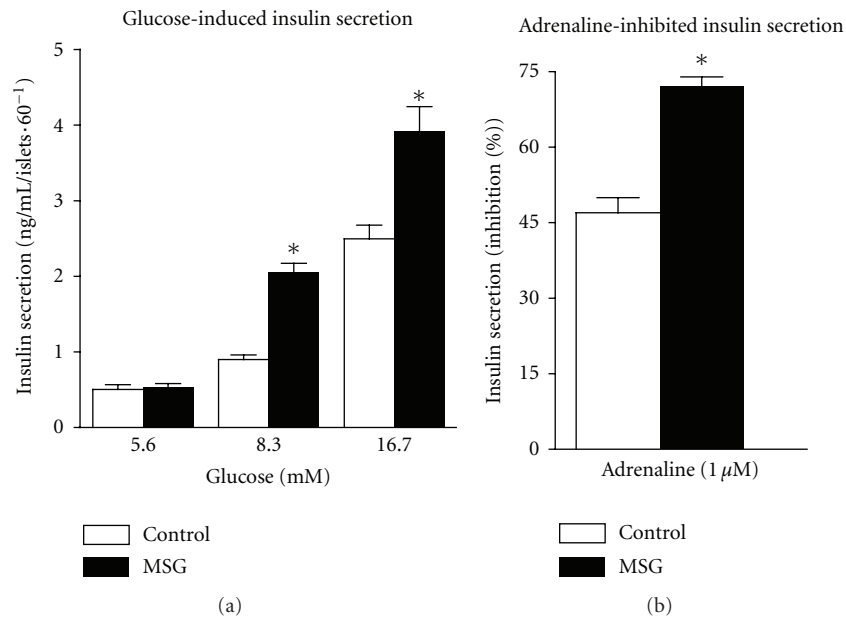 Glucose-induced insulin secretion
5
4
3
2
1
0
Insulin secretion (ng/mL/islets·60⁻¹)
*
*
5.6 8.3 16.7
Glucose (mM)
Control
MSG
(a)
Adrenaline-inhibited insulin secretion
75
60
45
30
15
0
Insulin secretion (inhibition (%))
*
Adrenaline (1 µM)
Control
MSG
(b)